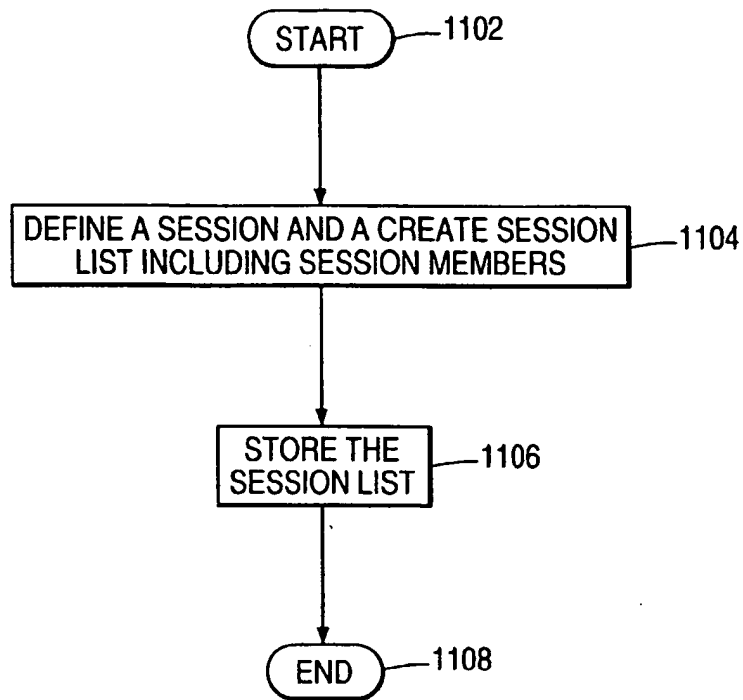 START 1102
DEFINE A SESSION AND A CREATE SESSION 1104
LIST INCLUDING SESSION MEMBERS
STORE THE 1106
SESSION LIST
END 1108